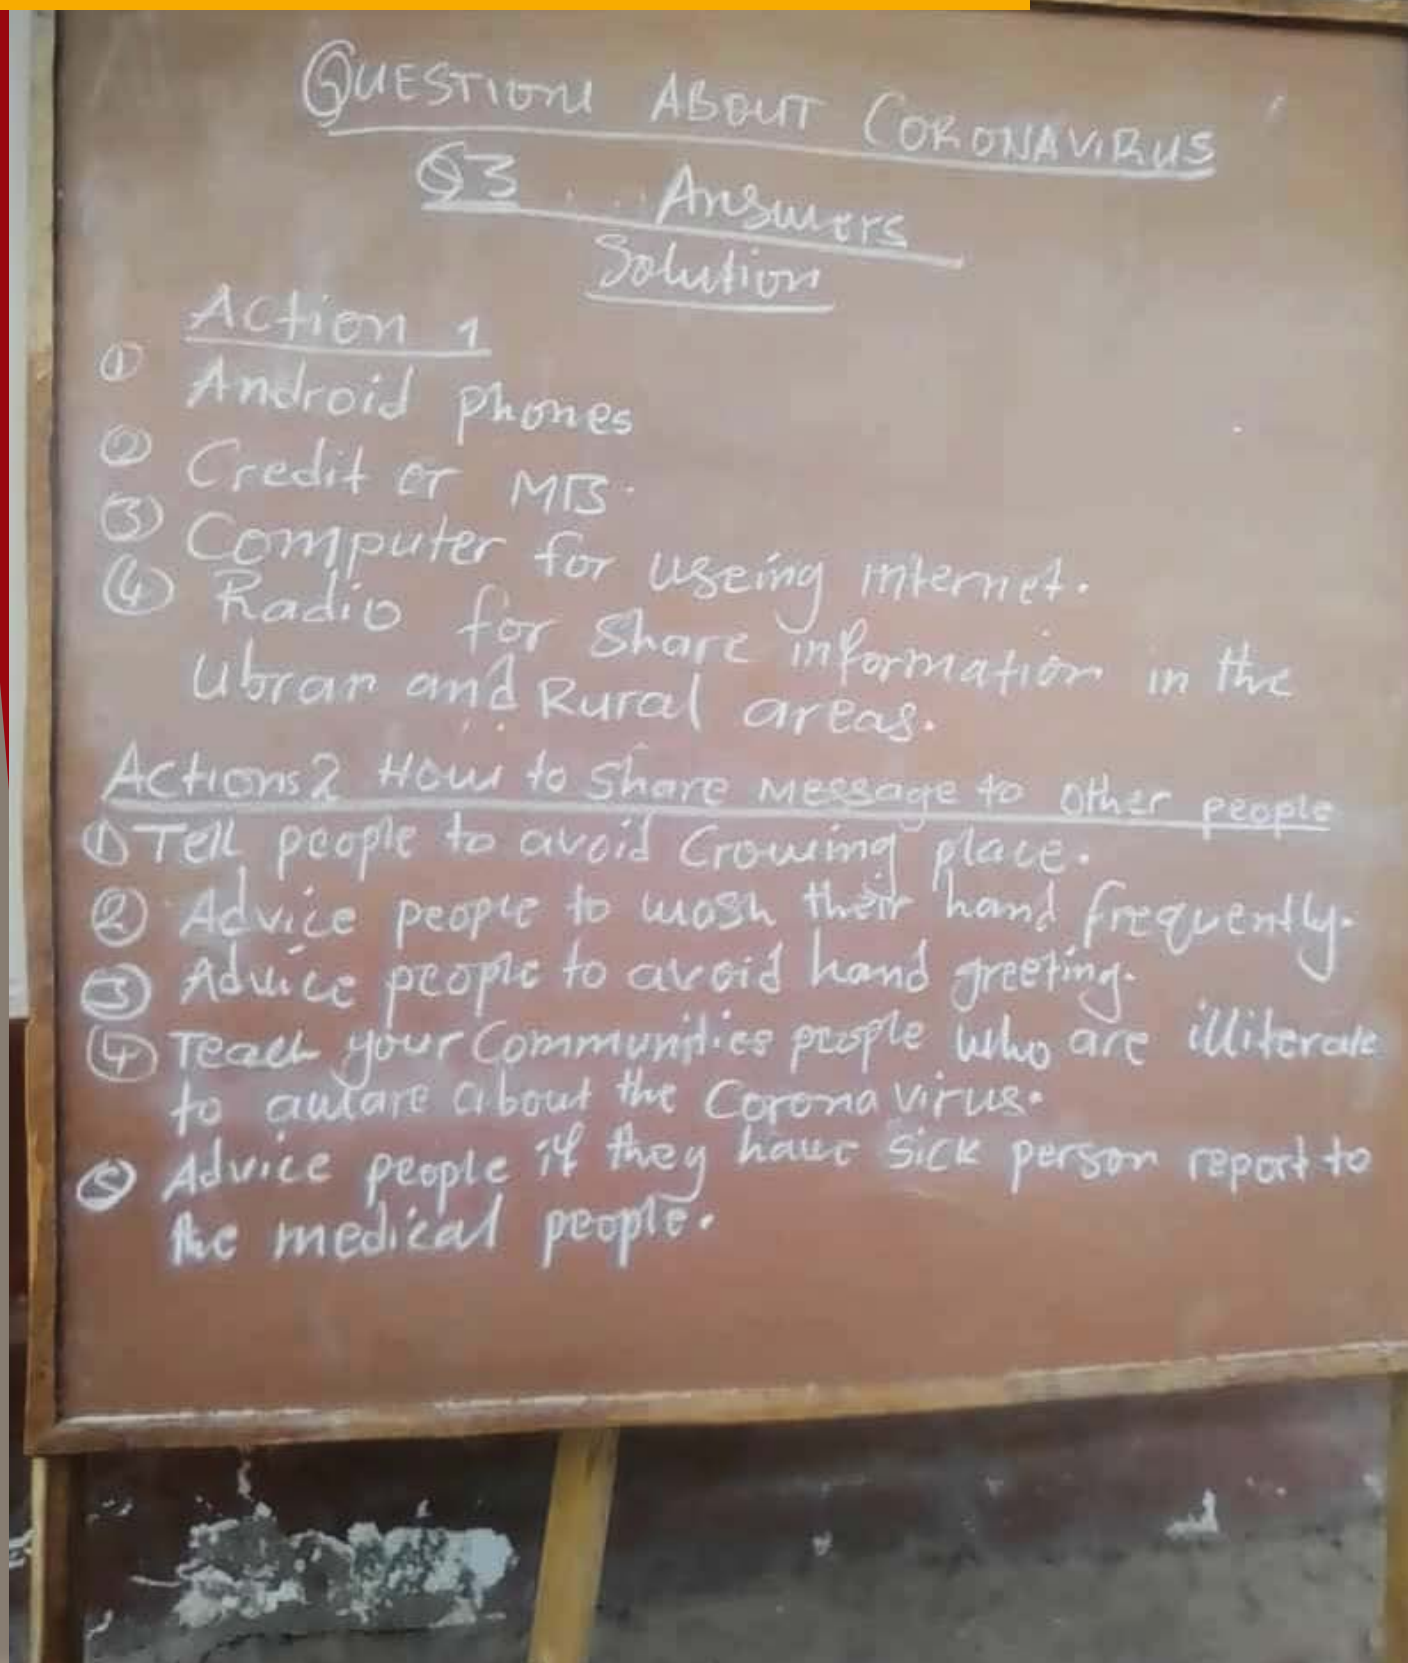 QUESTIONS ABOUT CORONAVIRUS
Q3 .... Answers
Solution
Action 1
① Android phones
② Credit or MB.
③ Computer for useing internet.
④ Radio for Share information in the
Ubran and Rural areas.
Actions 2 How to Share Message to Other people
① Tell people to avoid Crowing place.
② Advice people to wash their hand frequently.
③ Advice people to avoid hand greeting.
④ Teach your Communities people who are illiterate
to aware about the Corona virus.
⑤ Advice people if they have sick person report to
the medical people.